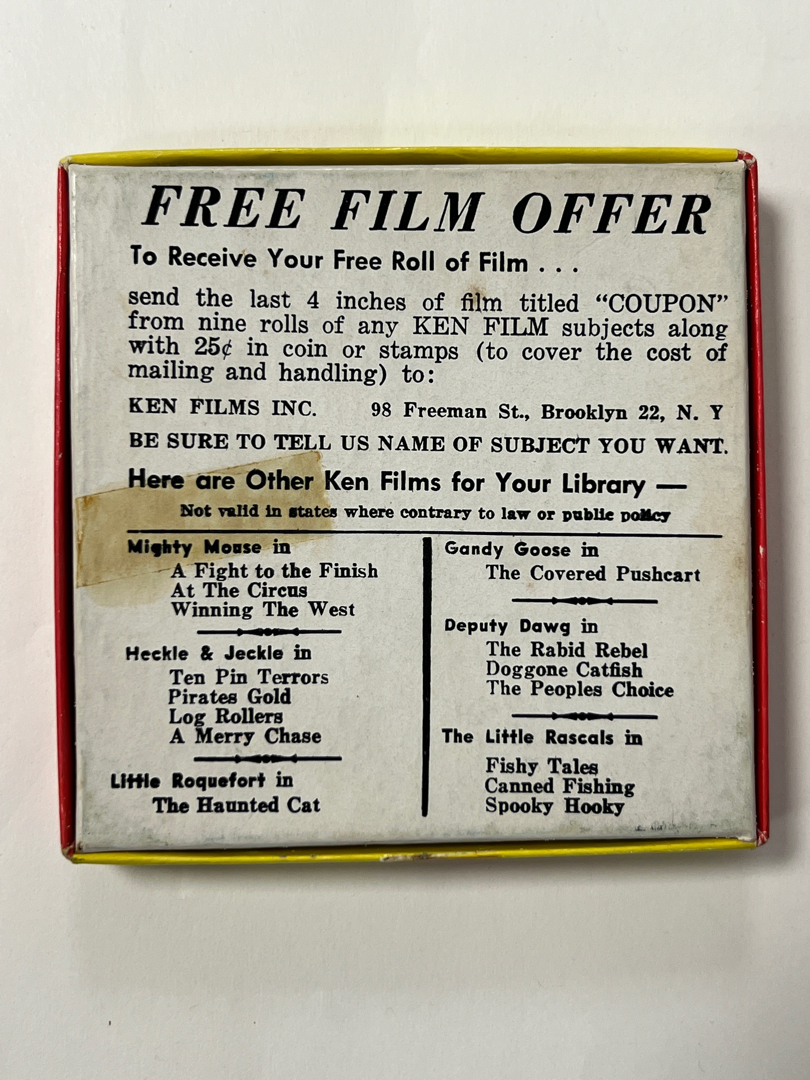 FREE FILM OFFER
To Receive Your Free Roll of Film . . .
send the last 4 inches of film titled “COUPON”
from nine rolls of any KEN FILM subjects along
with 25¢ in coin or stamps (to cover the cost of
mailing and handling) to:
KEN FILMS INC. 98 Freeman St., Brooklyn 22, N. Y
BE SURE TO TELL US NAME OF SUBJECT YOU WANT.
Here are Other Ken Films for Your Library —
Not valid in states where contrary to law or public policy
Mighty Mouse in
A Fight to the Finish
At The Circus
Winning The West
Heckle & Jeckle in
Ten Pin Terrors
Pirates Gold
Log Rollers
A Merry Chase
Little Roquefort in
The Haunted Cat
Gandy Goose in
The Covered Pushcart
Deputy Dawg in
The Rabid Rebel
Doggone Catfish
The Peoples Choice
The Little Rascals in
Fishy Tales
Canned Fishing
Spooky Hooky